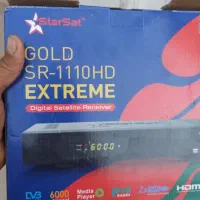 StarSat
GOLD
SR-1110HD
EXTREME
Digital Satellite Receiver
6000
DVB 6000 Media Player HDMI